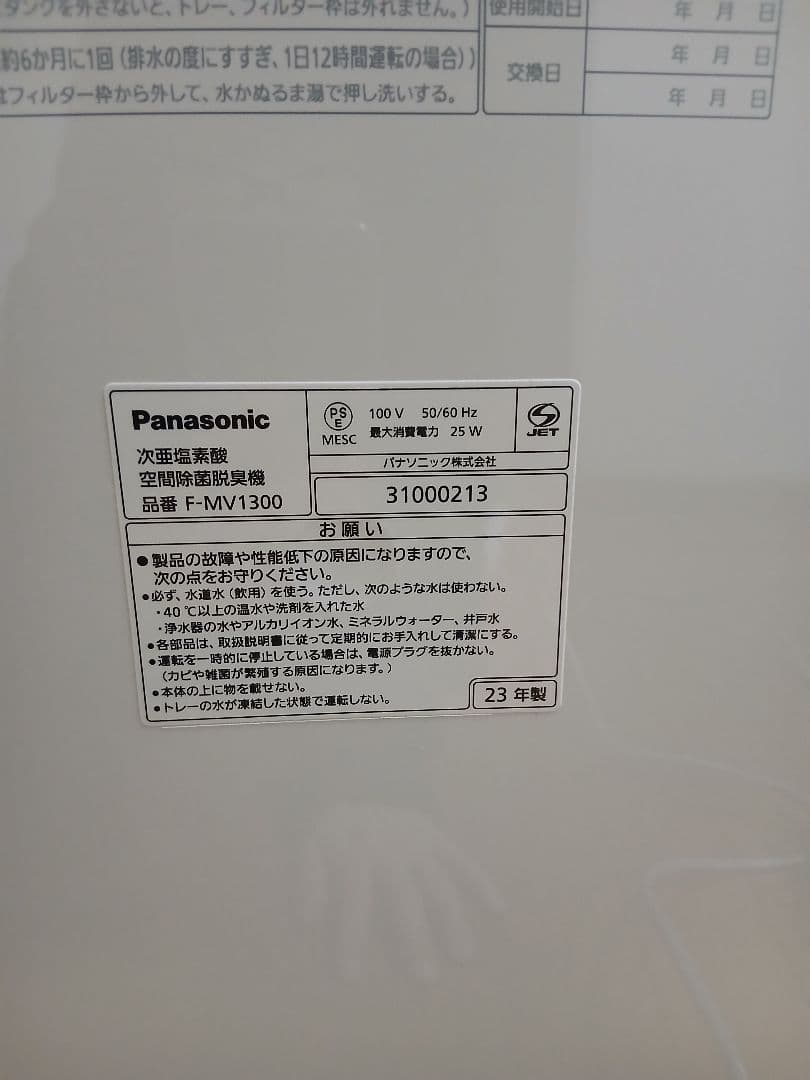 タンクを外さないと、トレー、フィルター枠は外れません。)
使用開始日 年 月 日
約6か月に1回(排水の度にすすぎ、1日12時間運転の場合))
フィルター枠から外して、水かぬるま湯で押し洗いする。
交換日 年 月 日
年 月 日
Panasonic
次亜塩素酸
空間除菌脱臭機
品番 F-MV1300
PS
E
MESC
100 V 50/60 Hz
最大消費電力 25 W
JET
パナソニック株式会社
31000213
お願い
●製品の故障や性能低下の原因になりますので、
次の点をお守りください。
●必ず、水道水(飲用)を使う。ただし、次のような水は使わない。
・40 ℃以上の温水や洗剤を入れた水
・浄水器の水やアルカリイオン水、ミネラルウォーター、井戸水
●各部品は、取扱説明書に従って定期的にお手入れして清潔にする。
●運転を一時的に停止している場合は、電源プラグを抜かない。
(カビや雑菌が繁殖する原因になります。)
●本体の上に物を載せない。
●トレーの水が凍結した状態で運転しない。
23 年製